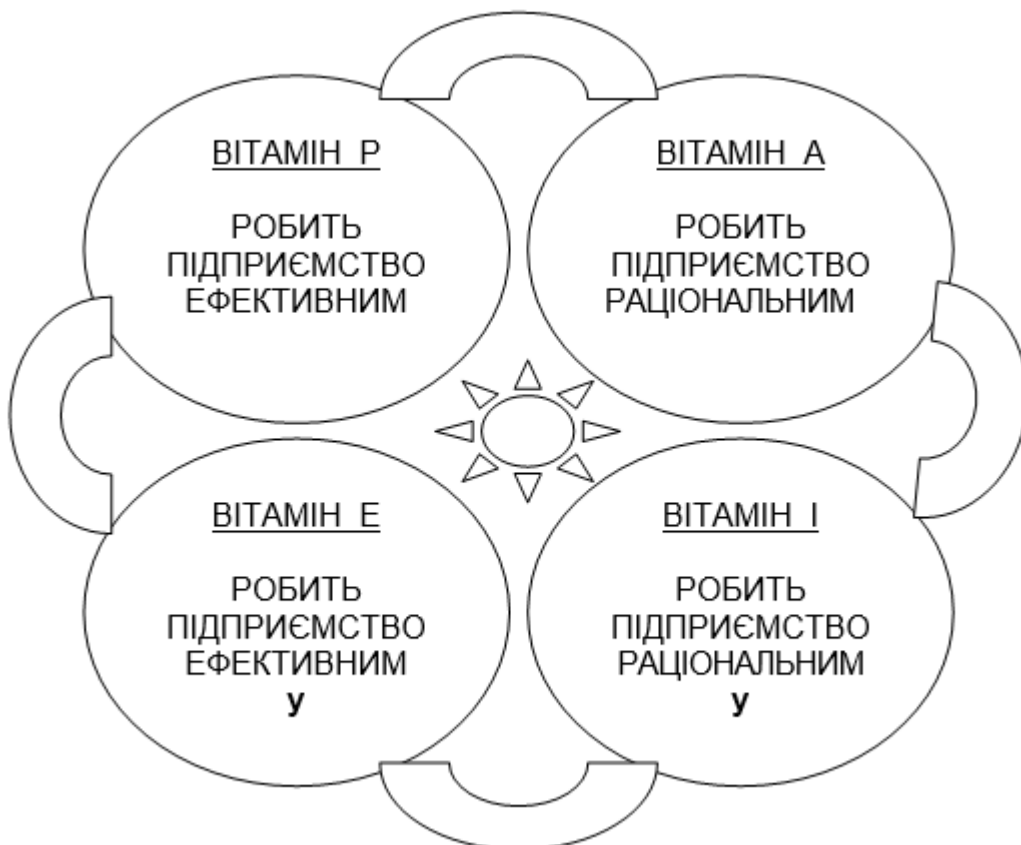 ВІТАМІН Р
РОБИТЬ
ПІДПРИЄМСТВО
ЕФЕКТИВНИМ
ВІТАМІН А
РОБИТЬ
ПІДПРИЄМСТВО
РАЦІОНАЛЬНИМ
ВІТАМІН Е
РОБИТЬ
ПІДПРИЄМСТВО
ЕФЕКТИВНИМ
У
ВІТАМІН І
РОБИТЬ
ПІДПРИЄМСТВО
РАЦІОНАЛЬНИМ
У